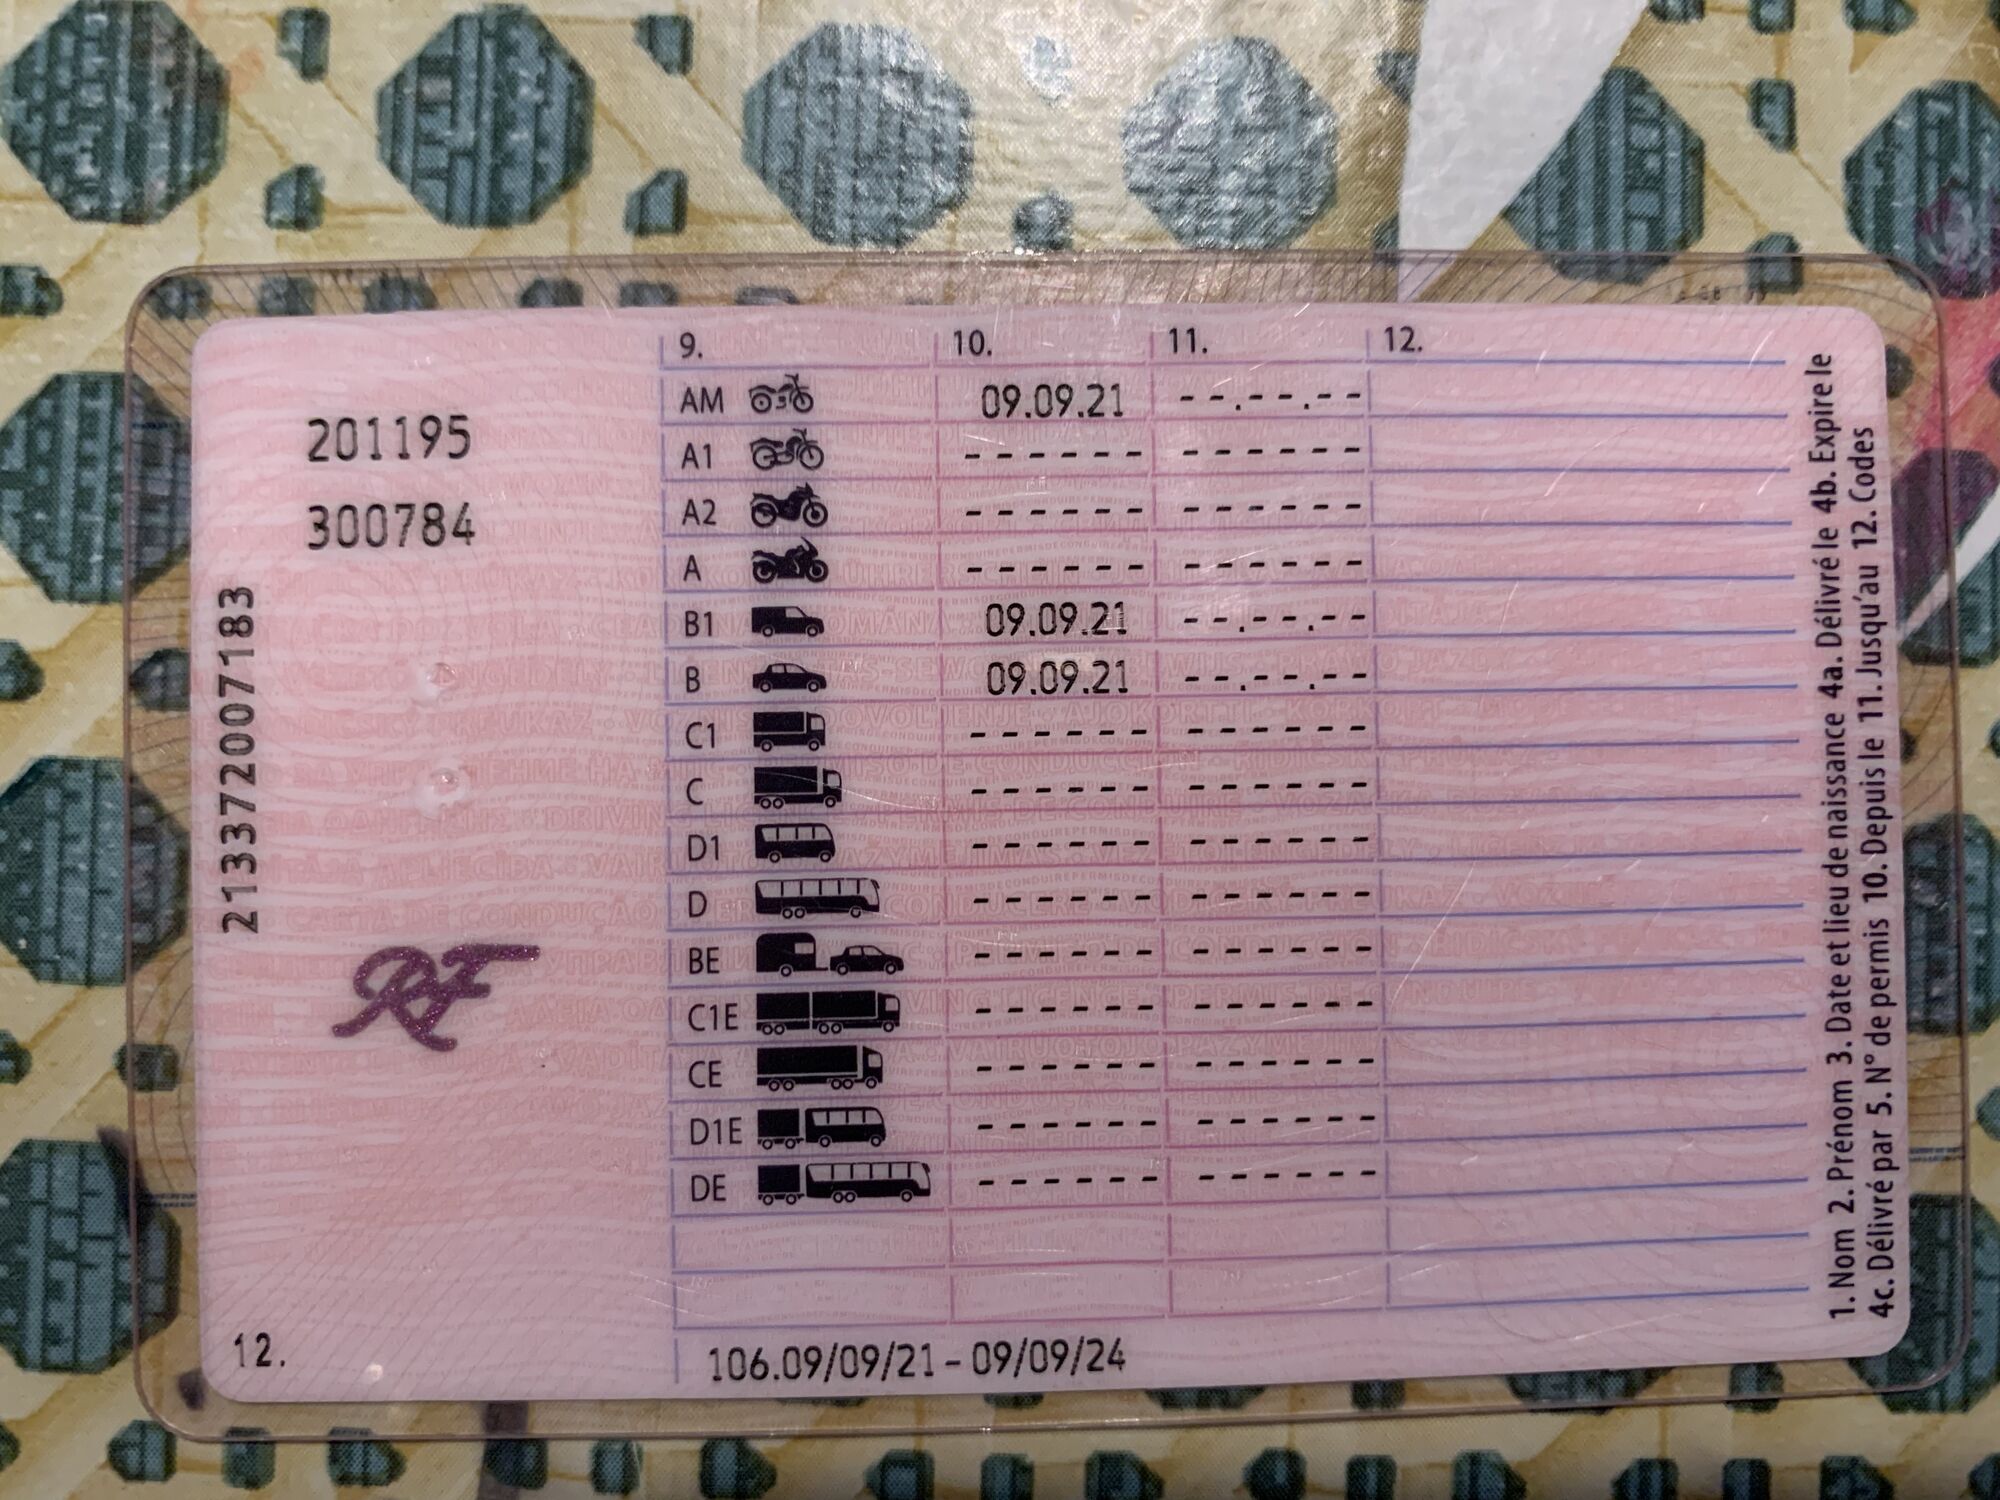 201195
300784
213372007183
RF
12.
9. 10. 11. 12.
AM 09.09.21 --.--.--
A1 ------ ------
A2 ------ ------
A ------ ------
B1 09.09.21 --.--.--
B 09.09.21 --.--.--
C1 ------ ------
C ------ ------
D1 ------ ------
D ------ ------
BE ------ ------
C1E ------ ------
CE ------ ------
D1E ------ ------
DE ------ ------
106.09/09/21 - 09/09/24
1. Nom 2. Prénom 3. Date et lieu de naissance 4a. Délivré le 4b. Expire le
4c. Délivré par 5. N° de permis 10. Depuis le 11. Jusqu'au 12. Codes